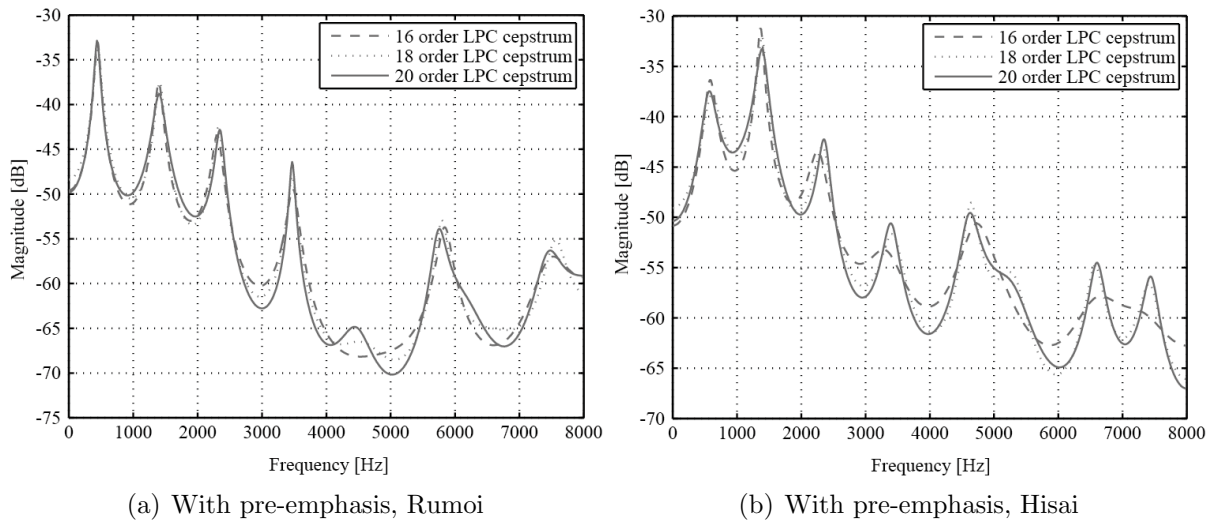 -30
-35
-40
-45
-50
-55
-60
-65
-70
-75
Magnitude [dB]
16 order LPC cepstrum
18 order LPC cepstrum
20 order LPC cepstrum
0 1000 2000 3000 4000 5000 6000 7000 8000
Frequency [Hz]
(a) With pre-emphasis, Rumoi
-30
-35
-40
-45
-50
-55
-60
-65
-70
Magnitude [dB]
16 order LPC cepstrum
18 order LPC cepstrum
20 order LPC cepstrum
0 1000 2000 3000 4000 5000 6000 7000 8000
Frequency [Hz]
(b) With pre-emphasis, Hisai